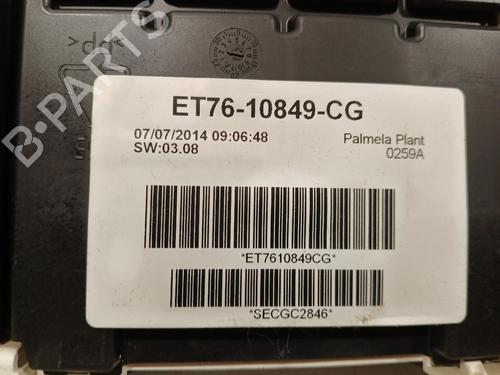 ET76-10849-CG
07/07/2014 09:06:48
Palmela Plant
SW:03.08
0259A
*ET7610849CG*
*SECGC2846*
B-PARTS